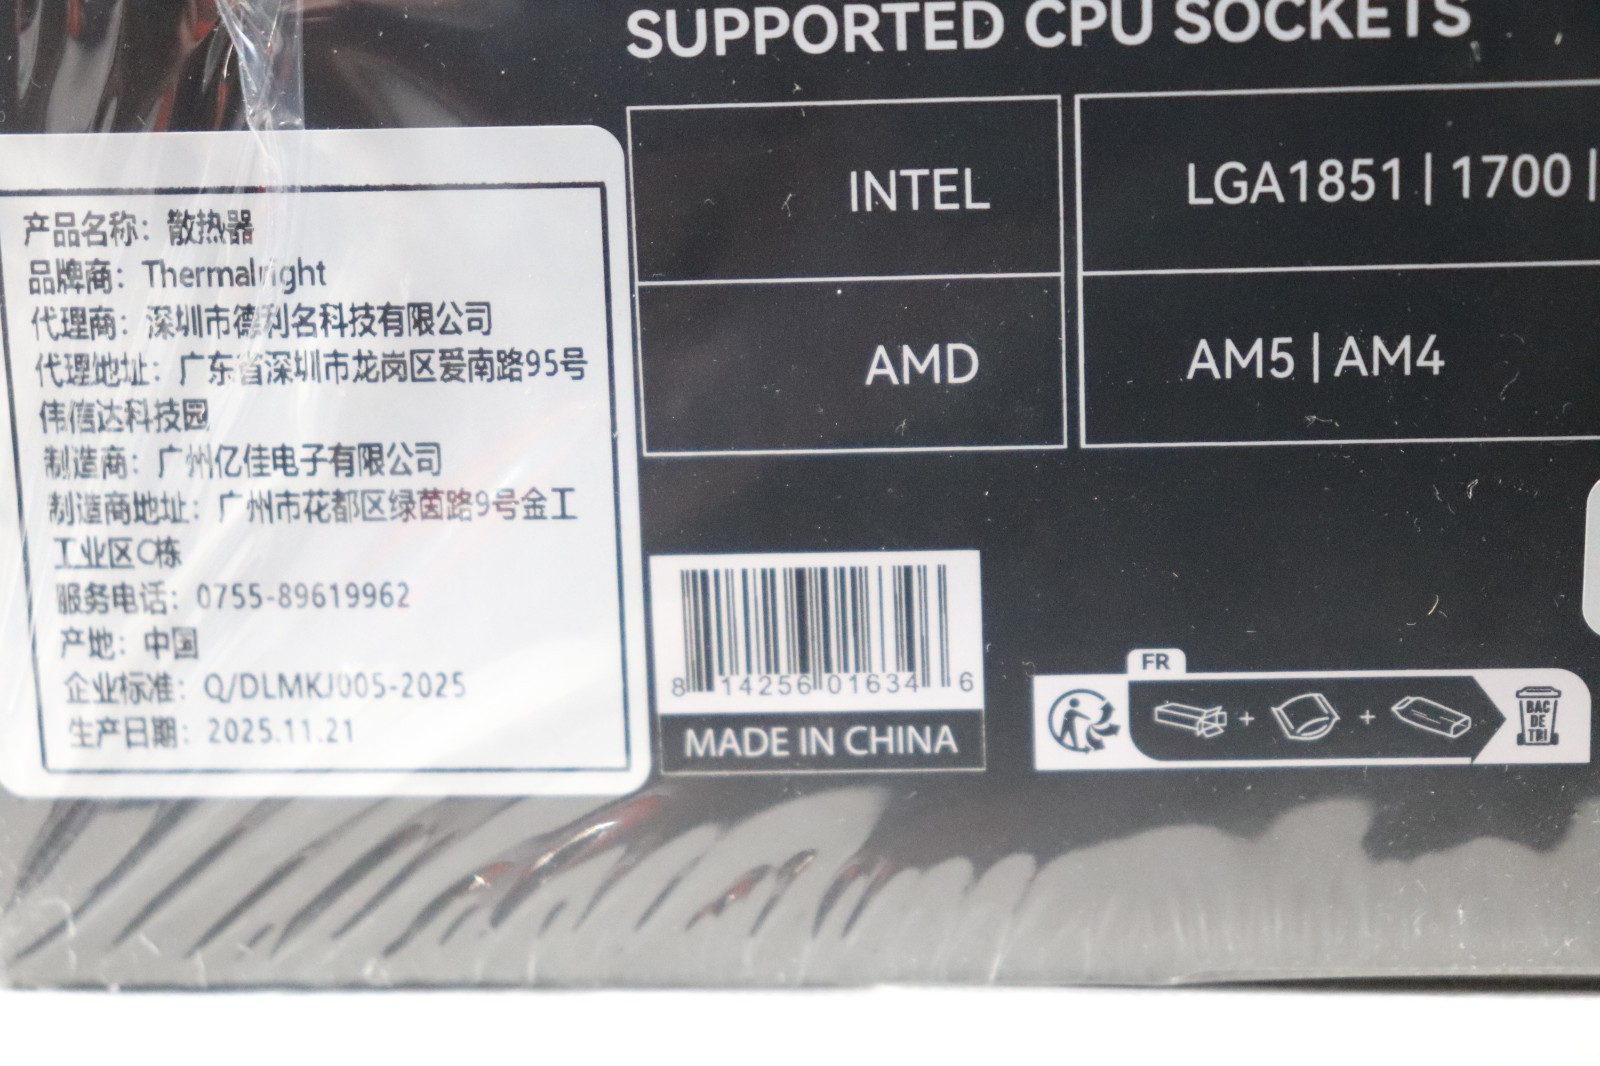 SUPPORTED CPU SOCKETS
INTEL
LGA1851 | 1700 |
AMD
AM5 | AM4
产品名称：散热器
品牌商：Thermalright
代理商：深圳市德利名科技有限公司
代理地址：广东省深圳市龙岗区爱南路95号
伟信达科技园
制造商：广州亿佳电子有限公司
制造商地址：广州市花都区绿茵路9号金工
工业区C栋
服务电话：0755-89619962
产地：中国
企业标准：Q/DLMKJ005-2025
生产日期：2025.11.21
8 14256 01634 6
MADE IN CHINA
FR
+ +
BAC
DE
TRI